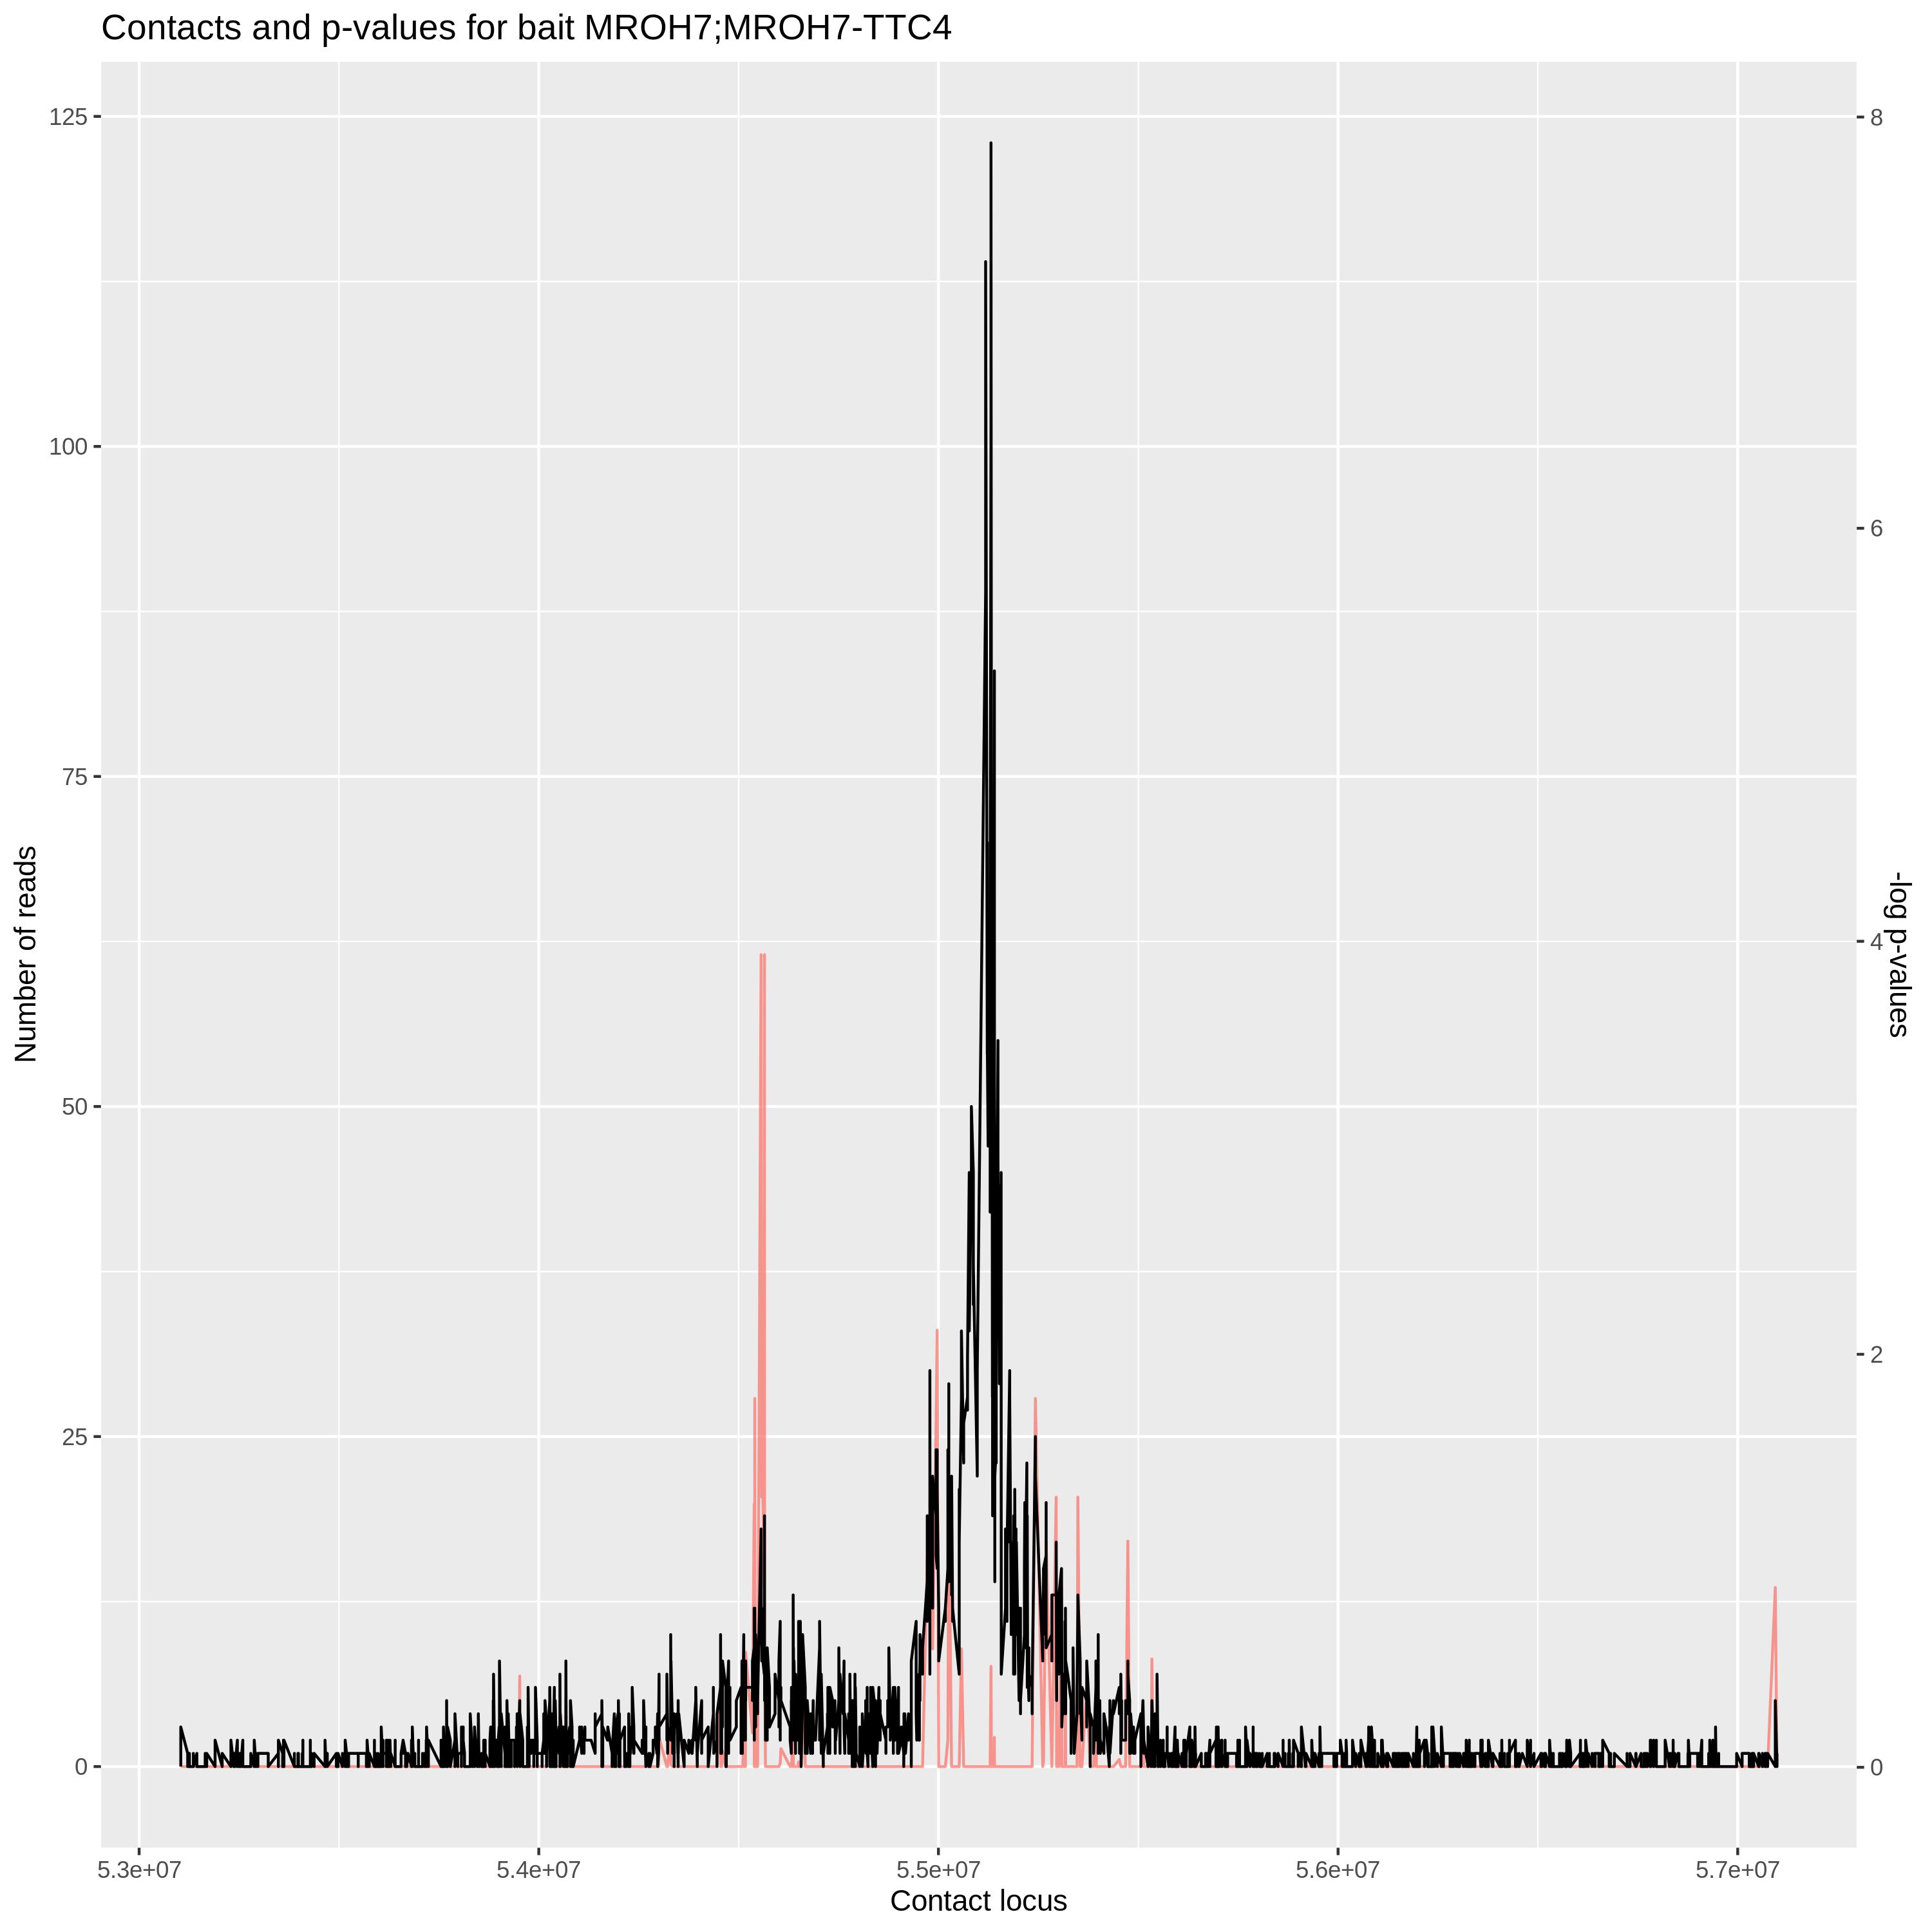 Contacts and p-values for bait MROH7;MROH7-TTC4
125
100
75
50
25
0
Number of reads
8
6
4
2
0
-log p-values
5.3e+07 5.4e+07 5.5e+07 5.6e+07 5.7e+07
Contact locus